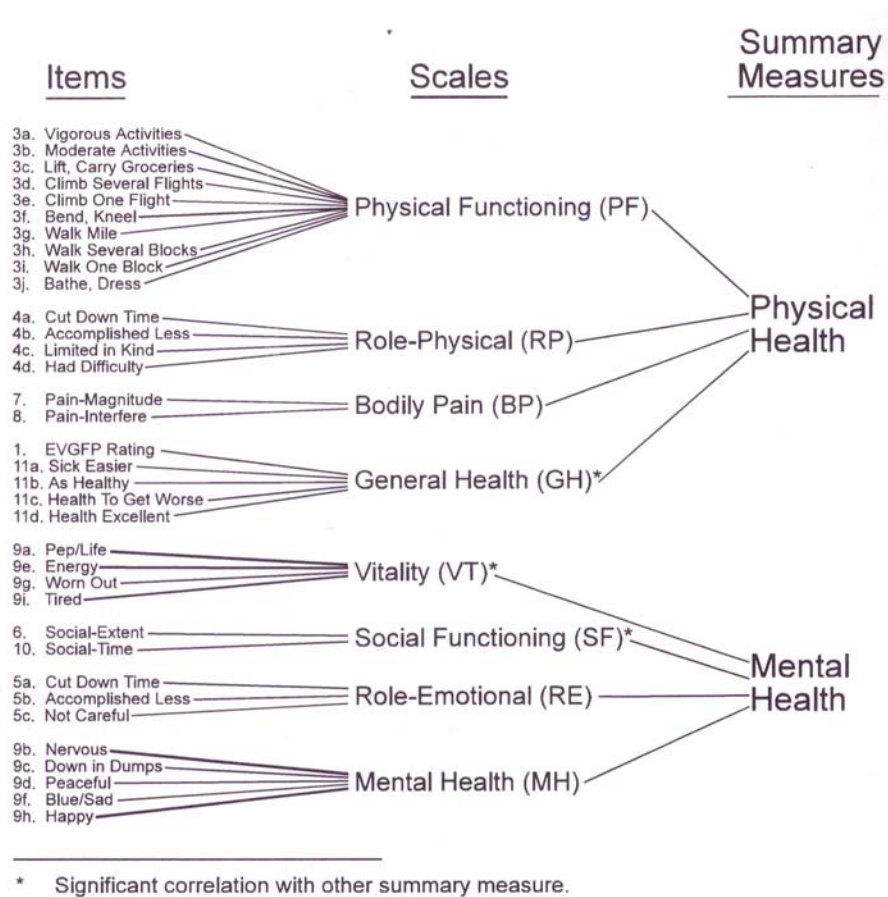 Items
Scales
Summary
Measures
3a. Vigorous Activities
3b. Moderate Activities
3c. Lift, Carry Groceries
3d. Climb Several Flights
3e. Climb One Flight
3f. Bend, Kneel
3g. Walk Mile
3h. Walk Several Blocks
3i. Walk One Block
3j. Bathe, Dress
Physical Functioning (PF)
4a. Cut Down Time
4b. Accomplished Less
4c. Limited in Kind
4d. Had Difficulty
Role-Physical (RP)
7. Pain-Magnitude
8. Pain-Interfere
Bodily Pain (BP)
1. EVGFP Rating
11a. Sick Easier
11b. As Healthy
11c. Health To Get Worse
11d. Health Excellent
General Health (GH)*
Physical
Health
9a. Pep/Life
9e. Energy
9g. Worn Out
9i. Tired
Vitality (VT)*
6. Social-Extent
10. Social-Time
Social Functioning (SF)*
5a. Cut Down Time
5b. Accomplished Less
5c. Not Careful
Role-Emotional (RE)
9b. Nervous
9c. Down in Dumps
9d. Peaceful
9f. Blue/Sad
9h. Happy
Mental Health (MH)
Mental
Health
* Significant correlation with other summary measure.